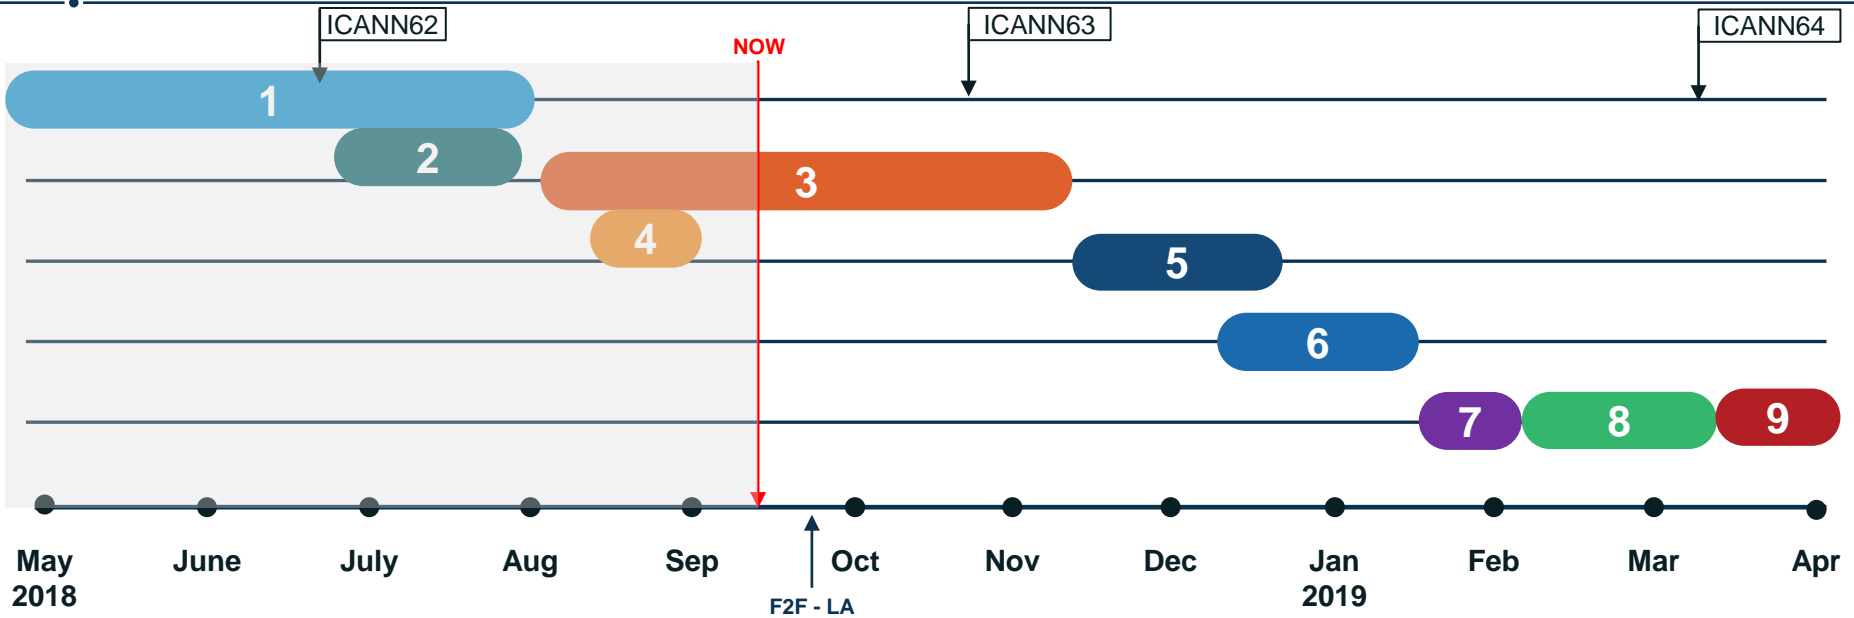 ICANN62
ICANN63
ICANN64
NOW
1
2
3
4
5
6
7
8
9
May
2018
June
July
Aug
Sep
Oct
Nov
Dec
Jan
2019
Feb
Mar
Apr
F2F - LA